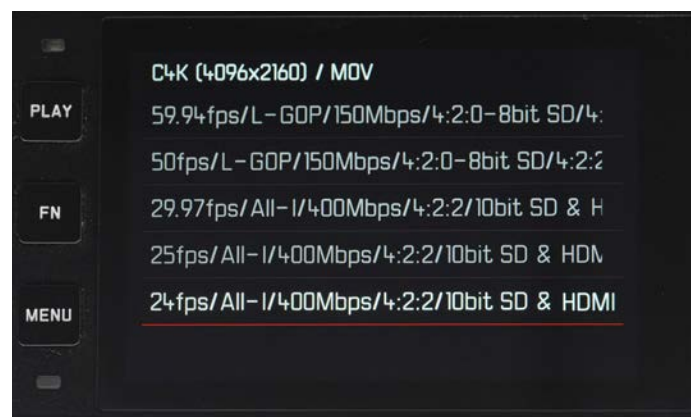 C4K (4096x2160) / MOV
PLAY
59.94fps/L-GOP/150Mbps/4:2:0-8bit SD/4:
50fps/L-GOP/150Mbps/4:2:0-8bit SD/4:2:2
FN
29.97fps/All-I/400Mbps/4:2:2/10bit SD & H
25fps/All-I/400Mbps/4:2:2/10bit SD & HDM
MENU
24fps/All-I/400Mbps/4:2:2/10bit SD & HDMI